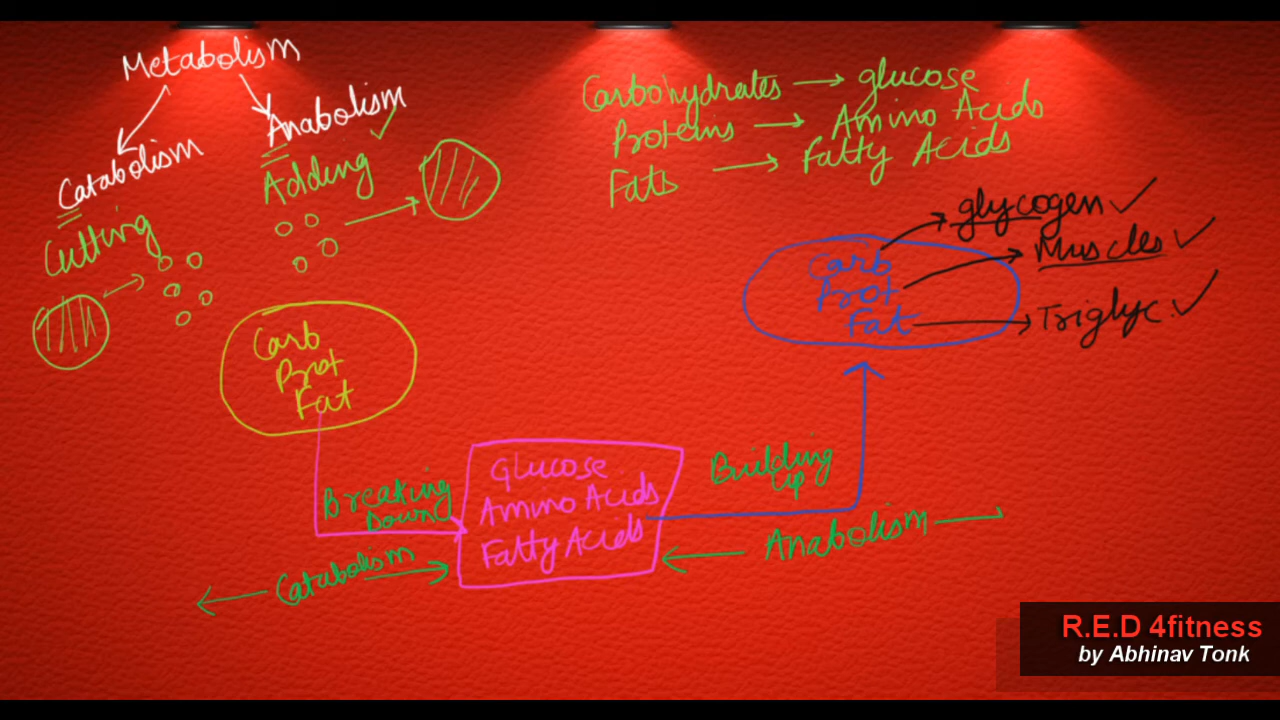 Metabolism
Catabolism
Anabolism
Cutting
Adding
Carbohydrates → glucose
Proteins → Amino Acids
Fats → Fatty Acids
Carb
Prot
Fat
Breaking
Down
Catabolism
Glucose
Amino Acids
Fatty Acids
Building
Up
Anabolism
Carb
Prot
Fat
glycogen
Muscles
Triglyc.
R.E.D 4fitness
by Abhinav Tonk